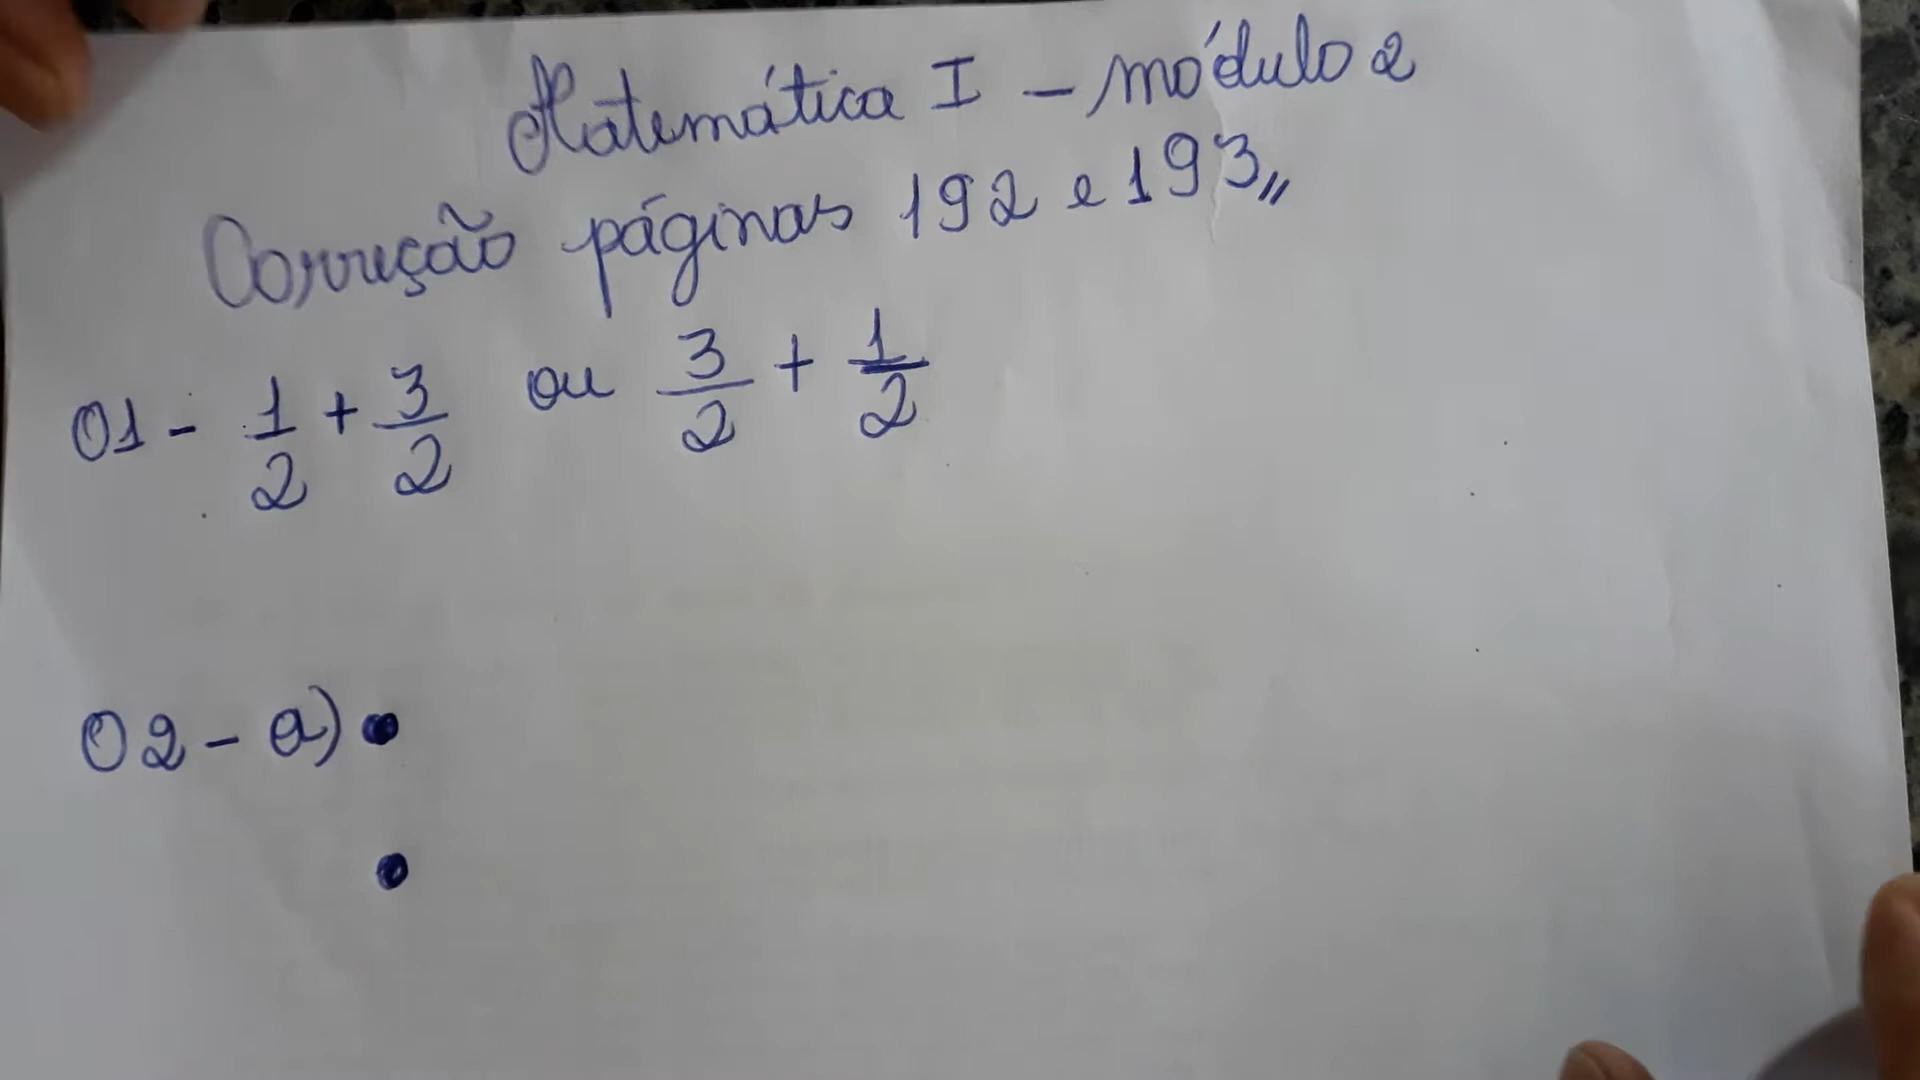 Matemática I - módulo 2
Correção páginas 192 e 193,,
01 - 1/2 + 3/2 ou 3/2 + 1/2
02 - a) •
•